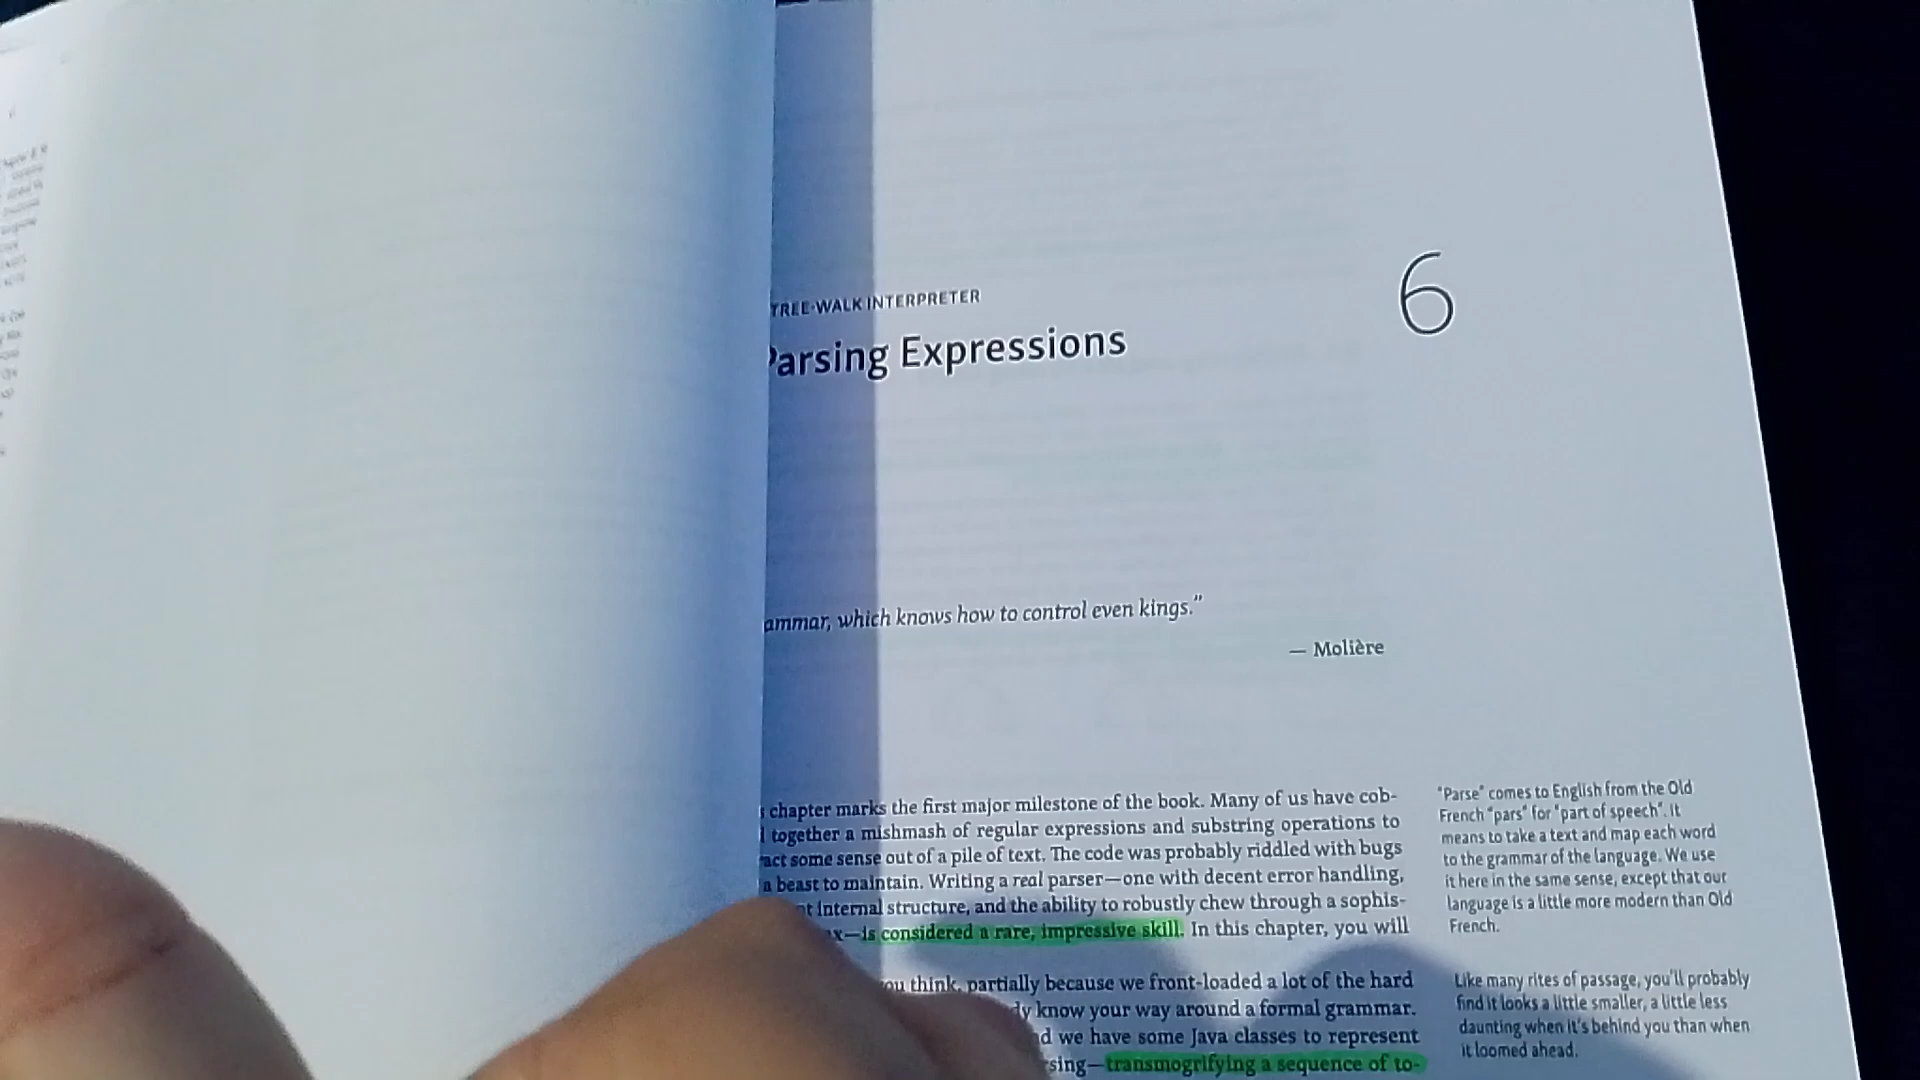 TREE-WALK INTERPRETER
Parsing Expressions
6
which knows how to control even kings.”
— Molière
chapter marks the first major milestone of the book. Many of us have cob-
together a mishmash of regular expressions and substring operations to
some sense out of a pile of text. The code was probably riddled with bugs
a beast to maintain. Writing a real parser—one with decent error handling,
internal structure, and the ability to robustly chew through a sophis-
is considered a rare, impressive skill. In this chapter, you will
you think, partially because we front-loaded a lot of the hard
know your way around a formal grammar.
we have some Java classes to represent
transmogrifying a sequence of to-
“Parse” comes to English from the Old
French “pars” for “part of speech”. It
means to take a text and map each word
to the grammar of the language. We use
it here in the same sense, except that our
language is a little more modern than Old
French.
Like many rites of passage, you’ll probably
find it looks a little smaller, a little less
daunting when it’s behind you than when
it loomed ahead.